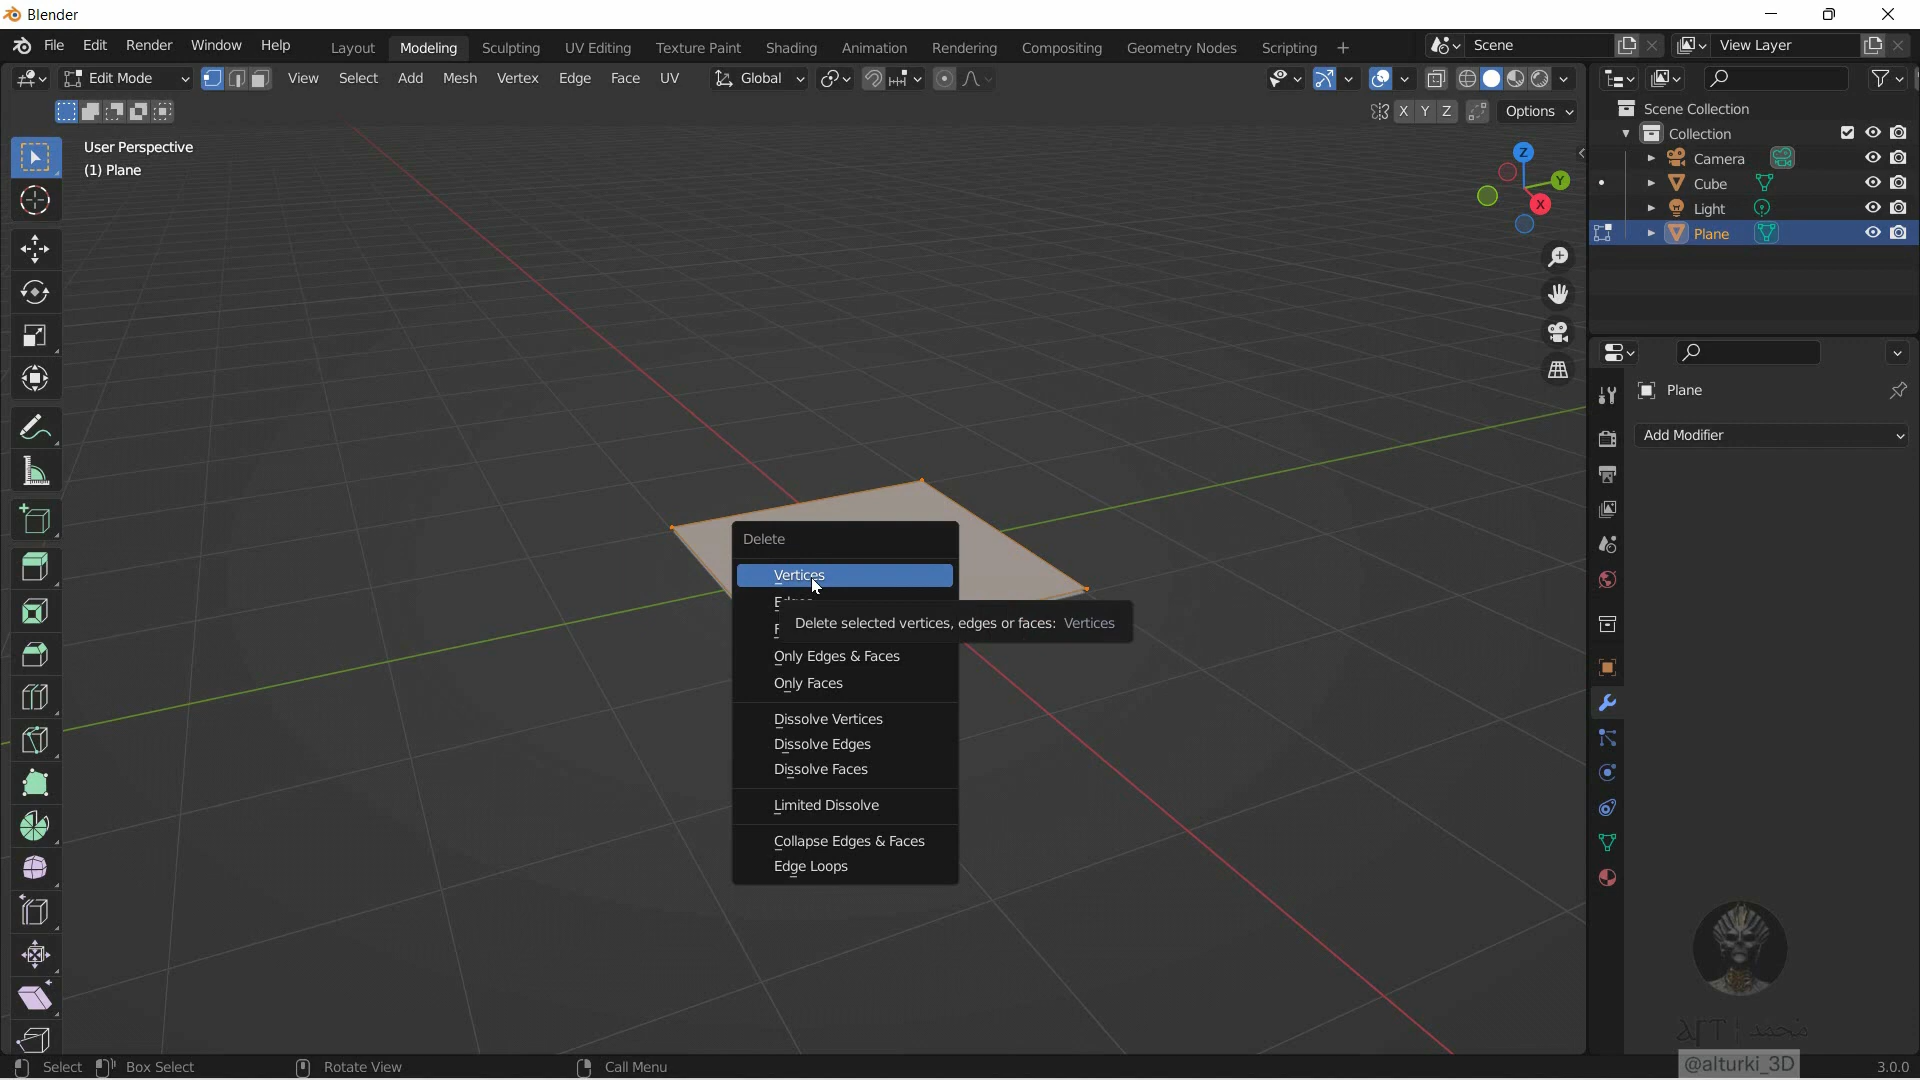 Blender
File Edit Render Window Help
Layout Modeling Sculpting UV Editing Texture Paint Shading Animation Rendering Compositing Geometry Nodes Scripting +
Scene
View Layer
Edit Mode
View Select Add Mesh Vertex Edge Face UV
Global
X Y Z
Options
User Perspective
(1) Plane
Z
Y
X
Scene Collection
Collection
Camera
Cube
Light
Plane
Plane
Add Modifier
Delete
Vertices
Edges
Delete selected vertices, edges or faces: Vertices
Only Edges & Faces
Only Faces
Dissolve Vertices
Dissolve Edges
Dissolve Faces
Limited Dissolve
Collapse Edges & Faces
Edge Loops
@alturki_3D
Select
Box Select
Rotate View
Call Menu
3.0.0